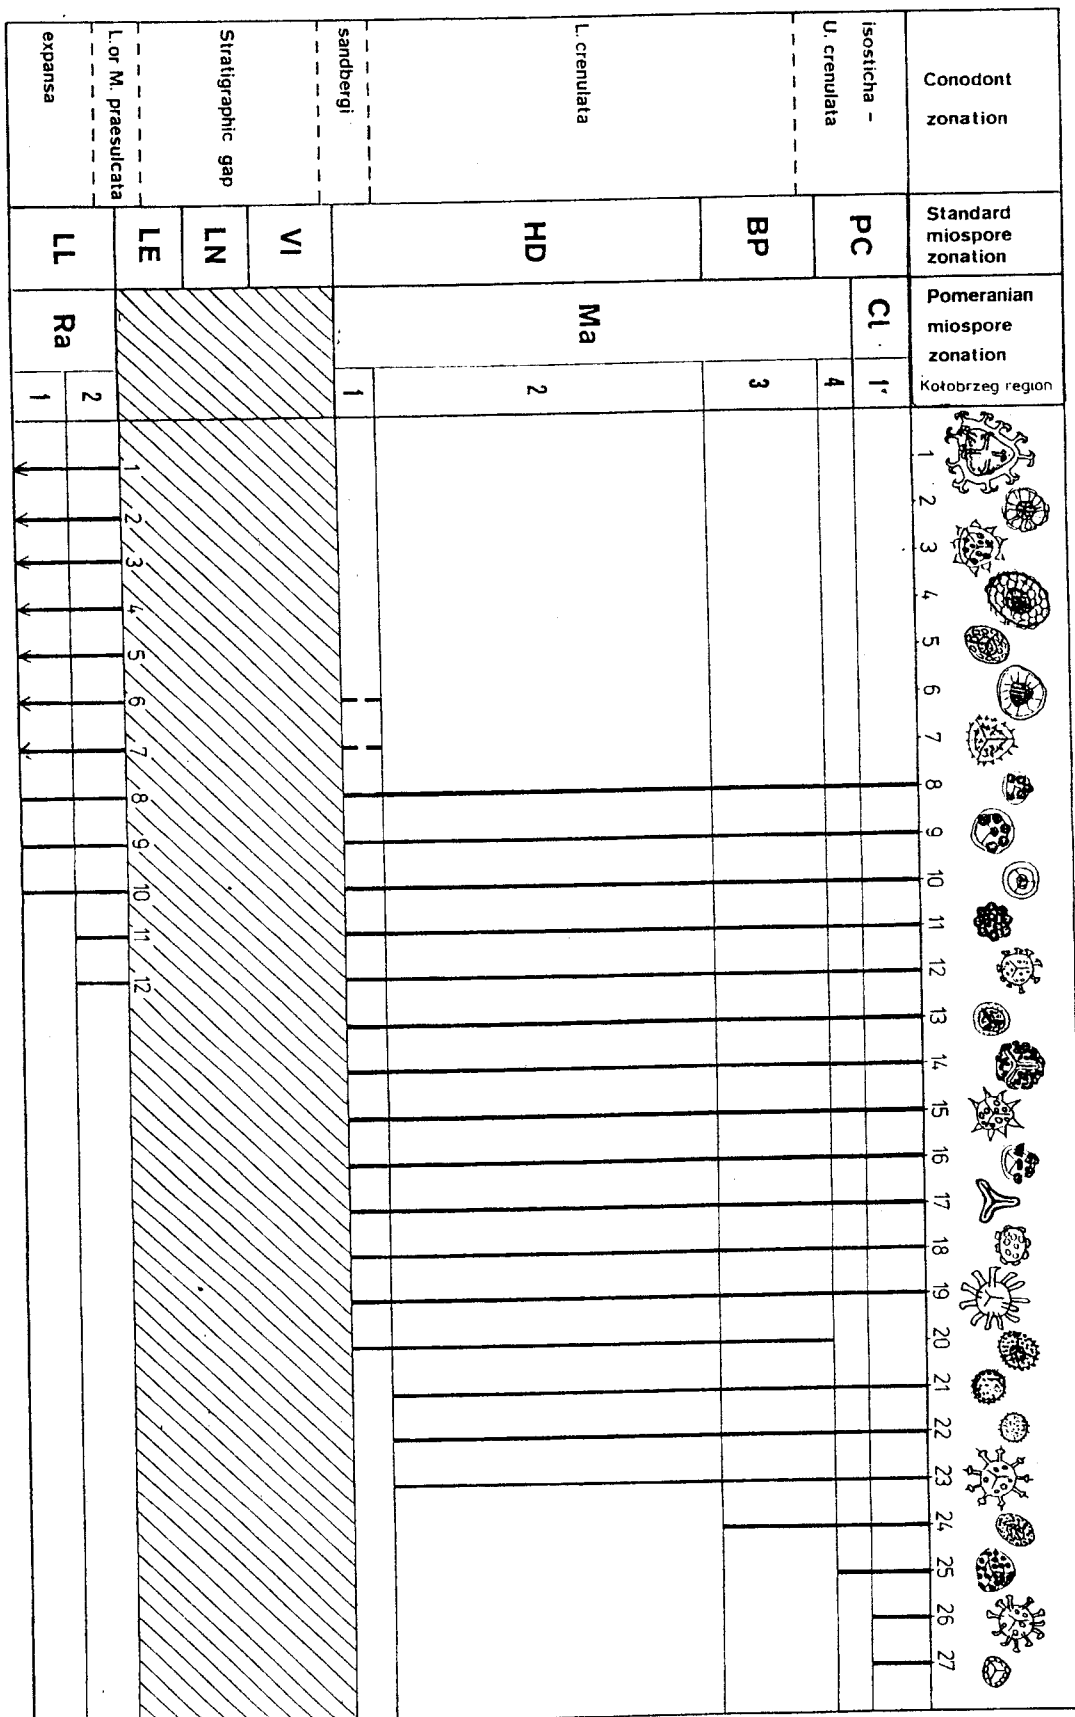 Conodont
zonation
isosticha –
U. crenulata
L. crenulata
sandbergi
Stratigraphic gap
L. or M. praesulcata
expansa
Standard
miospore
zonation
PC
BP
HD
VI
LN
LE
LL
Pomeranian
miospore
zonation
Kołobrzeg region
Cl
Ma
Ra
1'
4
3
2
1
2
1
1
2
3
4
5
6
7
8
9
10
11
12
13
14
15
16
17
18
19
20
21
22
23
24
25
26
27
1
2
3
4
5
6
7
8
9
10
11
12